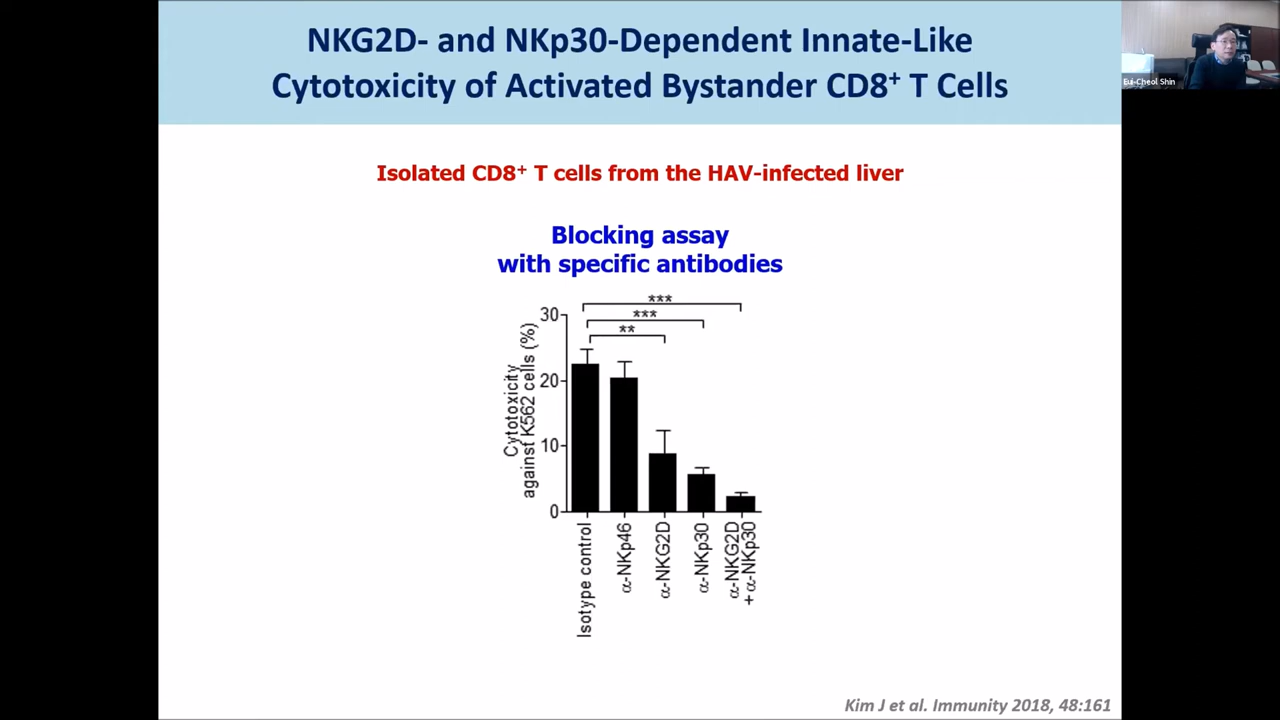 NKG2D- and NKp30-Dependent Innate-Like
Cytotoxicity of Activated Bystander CD8⁺ T Cells
Eui-Cheol Shin
Isolated CD8⁺ T cells from the HAV-infected liver
Blocking assay
with specific antibodies
***
***
**
Cytotoxicity
against K562 cells (%)
30
20
10
0
Isotype control
α-NKp46
α-NKG2D
α-NKp30
α-NKG2D
+ α-NKp30
Kim J et al. Immunity 2018, 48:161